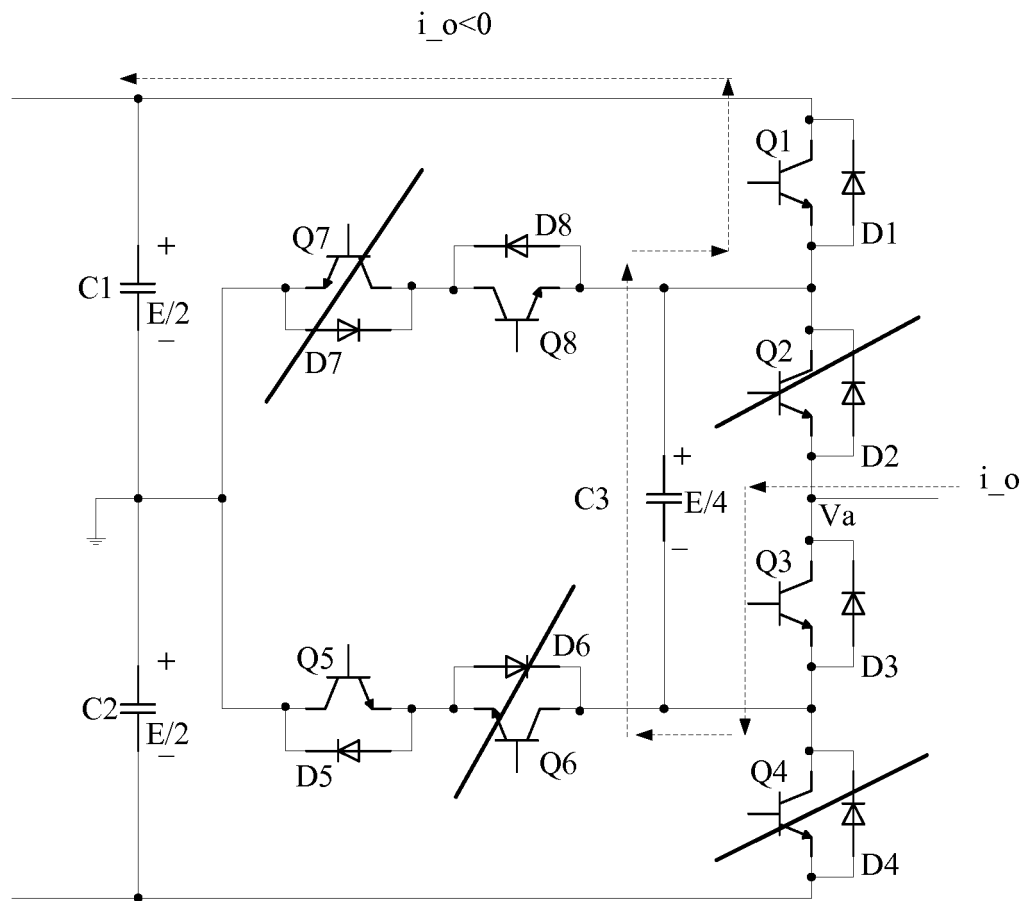 i_o<0
Q1
D1
Q7
D8
C1
+
E/2
−
D7
Q8
Q2
D2
C3
+
E/4
−
i_o
Va
Q3
D3
Q5
D6
C2
+
E/2
−
D5
Q6
Q4
D4